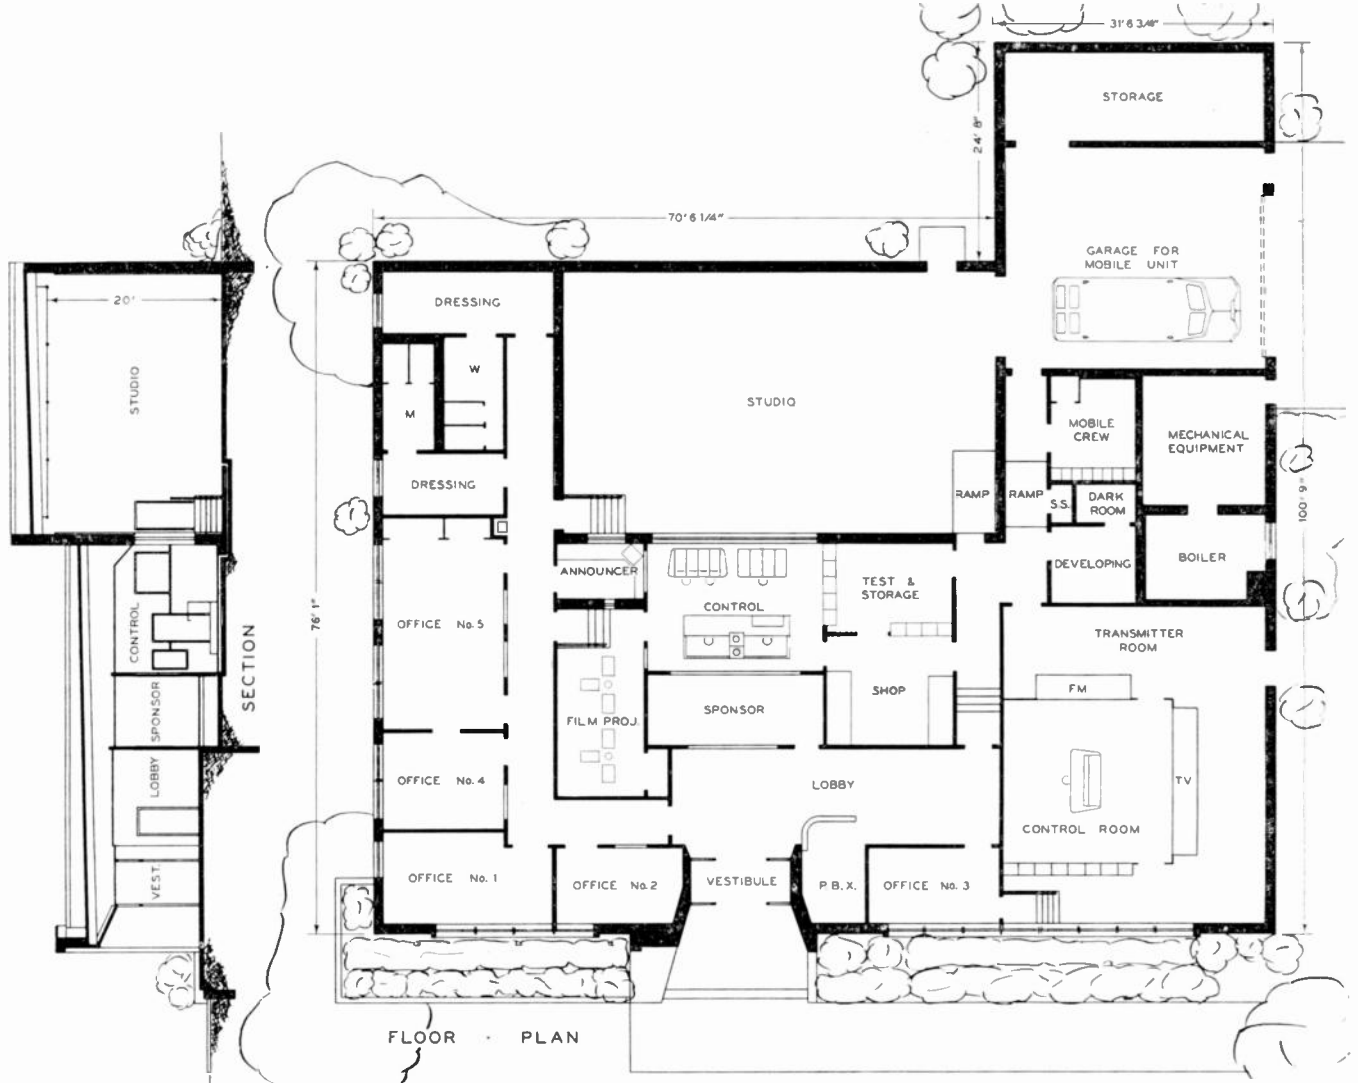 31' 6 3/4"
STORAGE
24' 8"
70' 6 1/4"
GARAGE FOR
MOBILE UNIT
20'
STUDIO
DRESSING
W
M
STUDIO
MOBILE
CREW
MECHANICAL
EQUIPMENT
DRESSING
RAMP
RAMP
S.S.
DARK
ROOM
100' 9"
ANNOUNCER
TEST &
STORAGE
DEVELOPING
BOILER
76' 1"
CONTROL
SECTION
OFFICE No. 5
CONTROL
TRANSMITTER
ROOM
FM
SPONSOR
FILM PROJ.
SPONSOR
SHOP
LOBBY
OFFICE No. 4
LOBBY
TV
CONTROL ROOM
VEST.
OFFICE No. 1
OFFICE No. 2
VESTIBULE
P.B.X.
OFFICE No. 3
FLOOR · PLAN